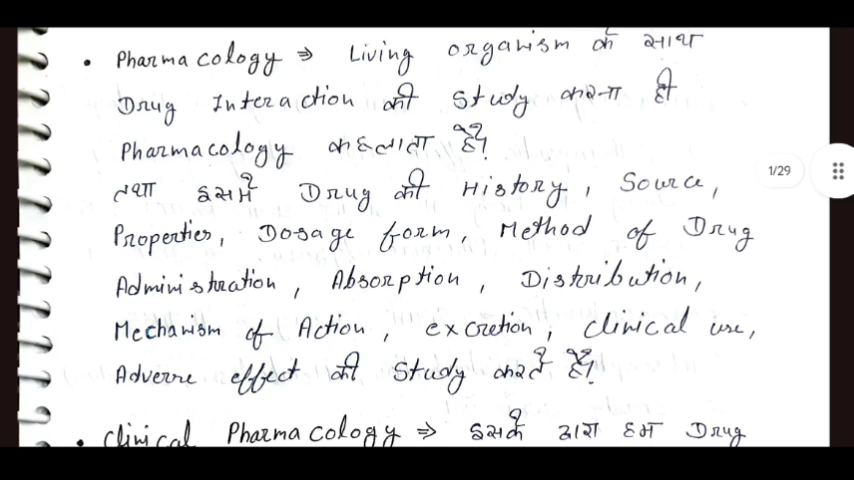 • Pharmacology ⇒ Living organism के साथ
Drug Interaction की study करना ही
Pharmacology कहलाता है।
तथा इसमें Drug की History, Source,
1/29
Properties, Dosage form, Method of Drug
Administration, Absorption, Distribution,
Mechanism of Action, excretion, clinical use,
Adverse effect की study करते हैं।
• Clinical Pharmacology ⇒ इसके द्वारा हम Drug